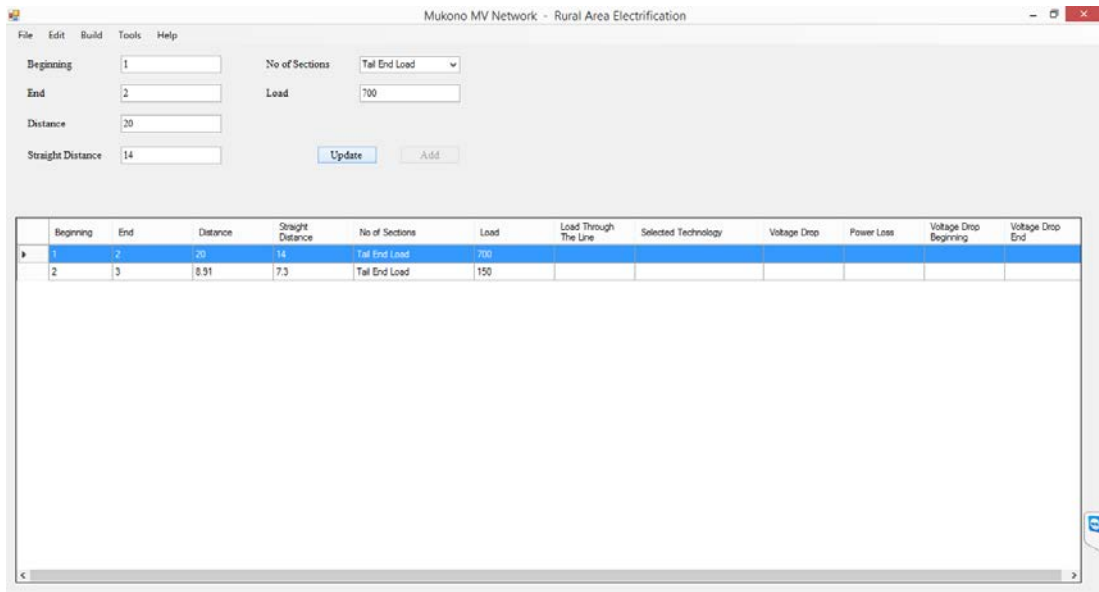 Mukono MV Network - Rural Area Electrification
File Edit Build Tools Help
Beginning 1 No of Sections Tail End Load
End 2 Load 700
Distance 20
Straight Distance 14 Update Add
Beginning End Distance Straight Distance No of Sections Load Load Through The Line Selected Technology Voltage Drop Power Loss Voltage Drop Beginning Voltage Drop End
1 2 20 14 Tail End Load 700
2 3 8.91 7.3 Tail End Load 150